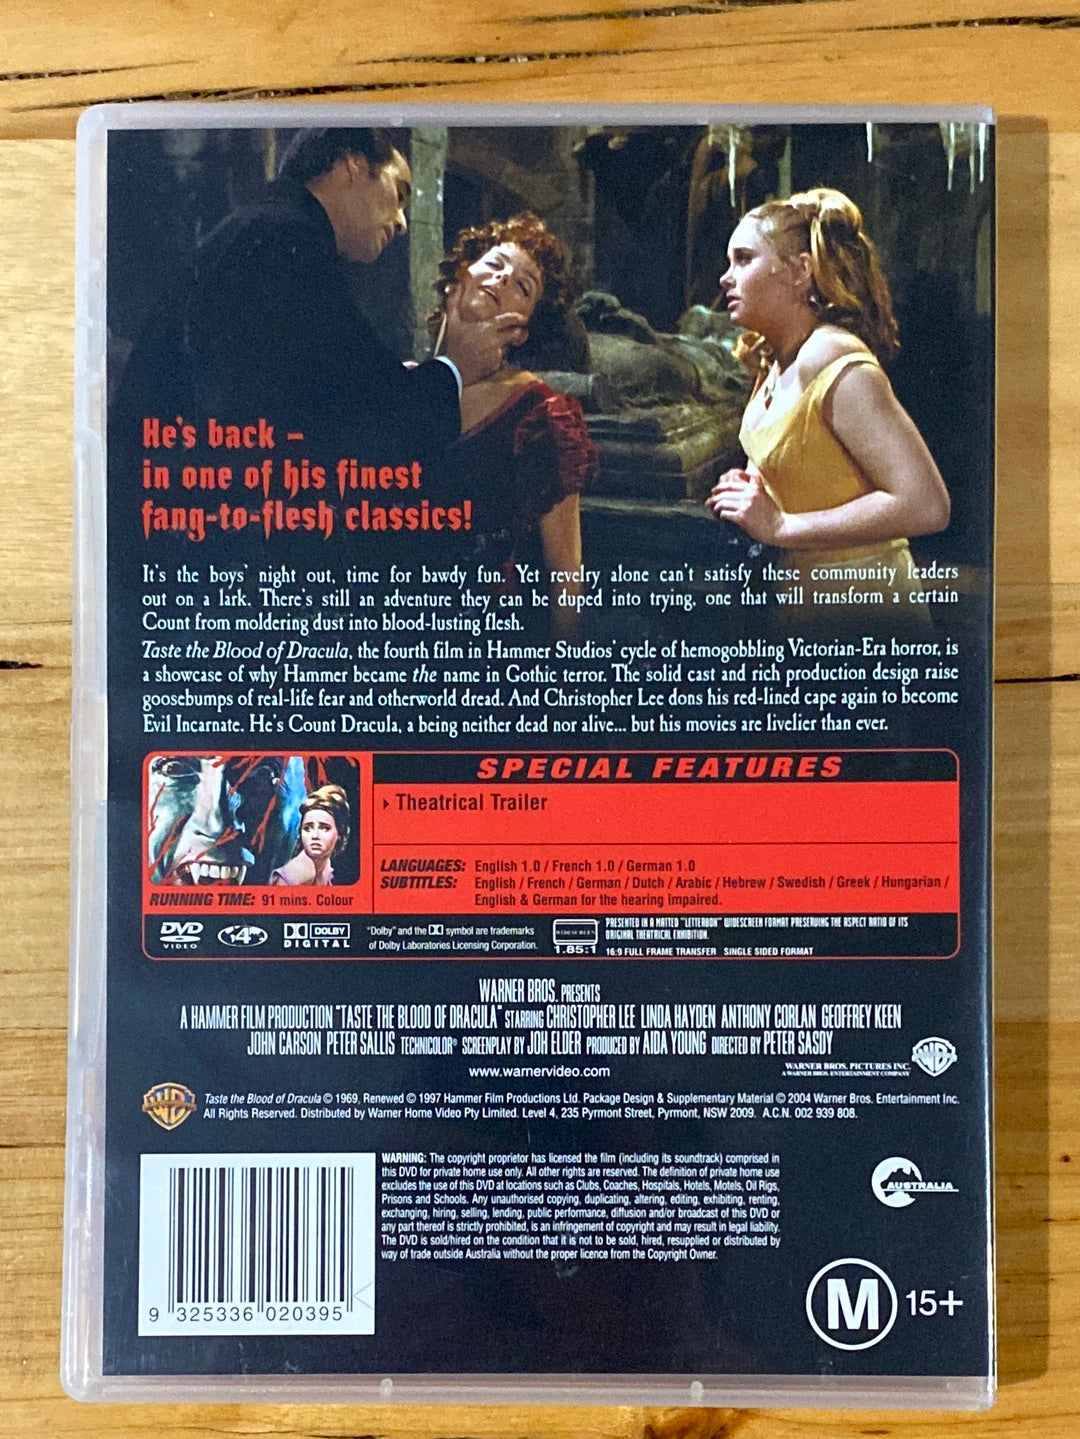 He's back –
in one of his finest
fang-to-flesh classics!
It's the boys' night out, time for bawdy fun. Yet revelry alone can't satisfy these community leaders
out on a lark. There's still an adventure they can be duped into trying, one that will transform a certain
Count from moldering dust into blood-lusting flesh.
Taste the Blood of Dracula, the fourth film in Hammer Studios' cycle of hemogobbling Victorian-Era horror, is
a showcase of why Hammer became the name in Gothic terror. The solid cast and rich production design raise
goosebumps of real-life fear and otherworld dread. And Christopher Lee dons his red-lined cape again to become
Evil Incarnate. He's Count Dracula, a being neither dead nor alive... but his movies are livelier than ever.
SPECIAL FEATURES
Theatrical Trailer
LANGUAGES: English 1.0 / French 1.0 / German 1.0
SUBTITLES: English / French / German / Dutch / Arabic / Hebrew / Swedish / Greek / Hungarian /
English & German for the hearing impaired.
RUNNING TIME: 91 mins. Colour
DVD VIDEO
4
DOLBY DIGITAL
"Dolby" and the DD symbol are trademarks
of Dolby Laboratories Licensing Corporation.
WIDESCREEN
1.85:1
PRESENTED IN A MATTED "LETTERBOX" WIDESCREEN FORMAT PRESERVING THE ASPECT RATIO OF ITS
ORIGINAL THEATRICAL EXHIBITION.
16:9 FULL FRAME TRANSFER SINGLE SIDED FORMAT
WARNER BROS. PRESENTS
A HAMMER FILM PRODUCTION "TASTE THE BLOOD OF DRACULA" STARRING CHRISTOPHER LEE LINDA HAYDEN ANTHONY CORLAN GEOFFREY KEEN
JOHN CARSON PETER SALLIS TECHNICOLOR® SCREENPLAY BY JOH ELDER PRODUCED BY AIDA YOUNG DIRECTED BY PETER SASDY
www.warnervideo.com
WARNER BROS. PICTURES INC.
A WARNER BROS. ENTERTAINMENT COMPANY
WB
WB
Taste the Blood of Dracula © 1969, Renewed © 1997 Hammer Film Productions Ltd. Package Design & Supplementary Material © 2004 Warner Bros. Entertainment Inc.
All Rights Reserved. Distributed by Warner Home Video Pty Limited. Level 4, 235 Pyrmont Street, Pyrmont, NSW 2009. A.C.N. 002 939 808.
WARNING: The copyright proprietor has licensed the film (including its soundtrack) comprised in
this DVD for private home use only. All other rights are reserved. The definition of private home use
excludes the use of this DVD at locations such as Clubs, Coaches, Hospitals, Hotels, Motels, Oil Rigs,
Prisons and Schools. Any unauthorised copying, duplicating, altering, editing, exhibiting, renting,
exchanging, hiring, selling, lending, public performance, diffusion and/or broadcast of this DVD or
any part thereof is strictly prohibited, is an infringement of copyright and may result in legal liability.
The DVD is sold/hired on the condition that it is not to be sold, hired, resupplied or distributed by
way of trade outside Australia without the proper licence from the Copyright Owner.
AUSTRALIA
9 325336 020395
M 15+